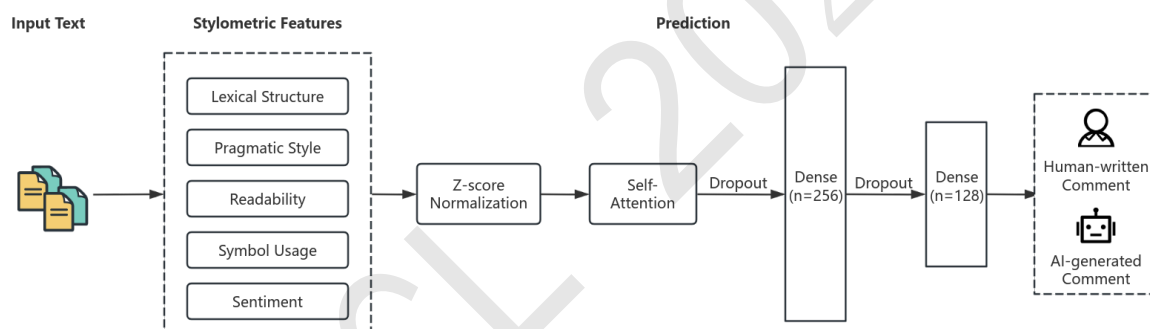 Input Text
Stylometric Features
Prediction
Lexical Structure
Pragmatic Style
Readability
Symbol Usage
Sentiment
Z-score
Normalization
Self-
Attention
Dropout
Dense
(n=256)
Dropout
Dense
(n=128)
Human-written
Comment
AI-generated
Comment